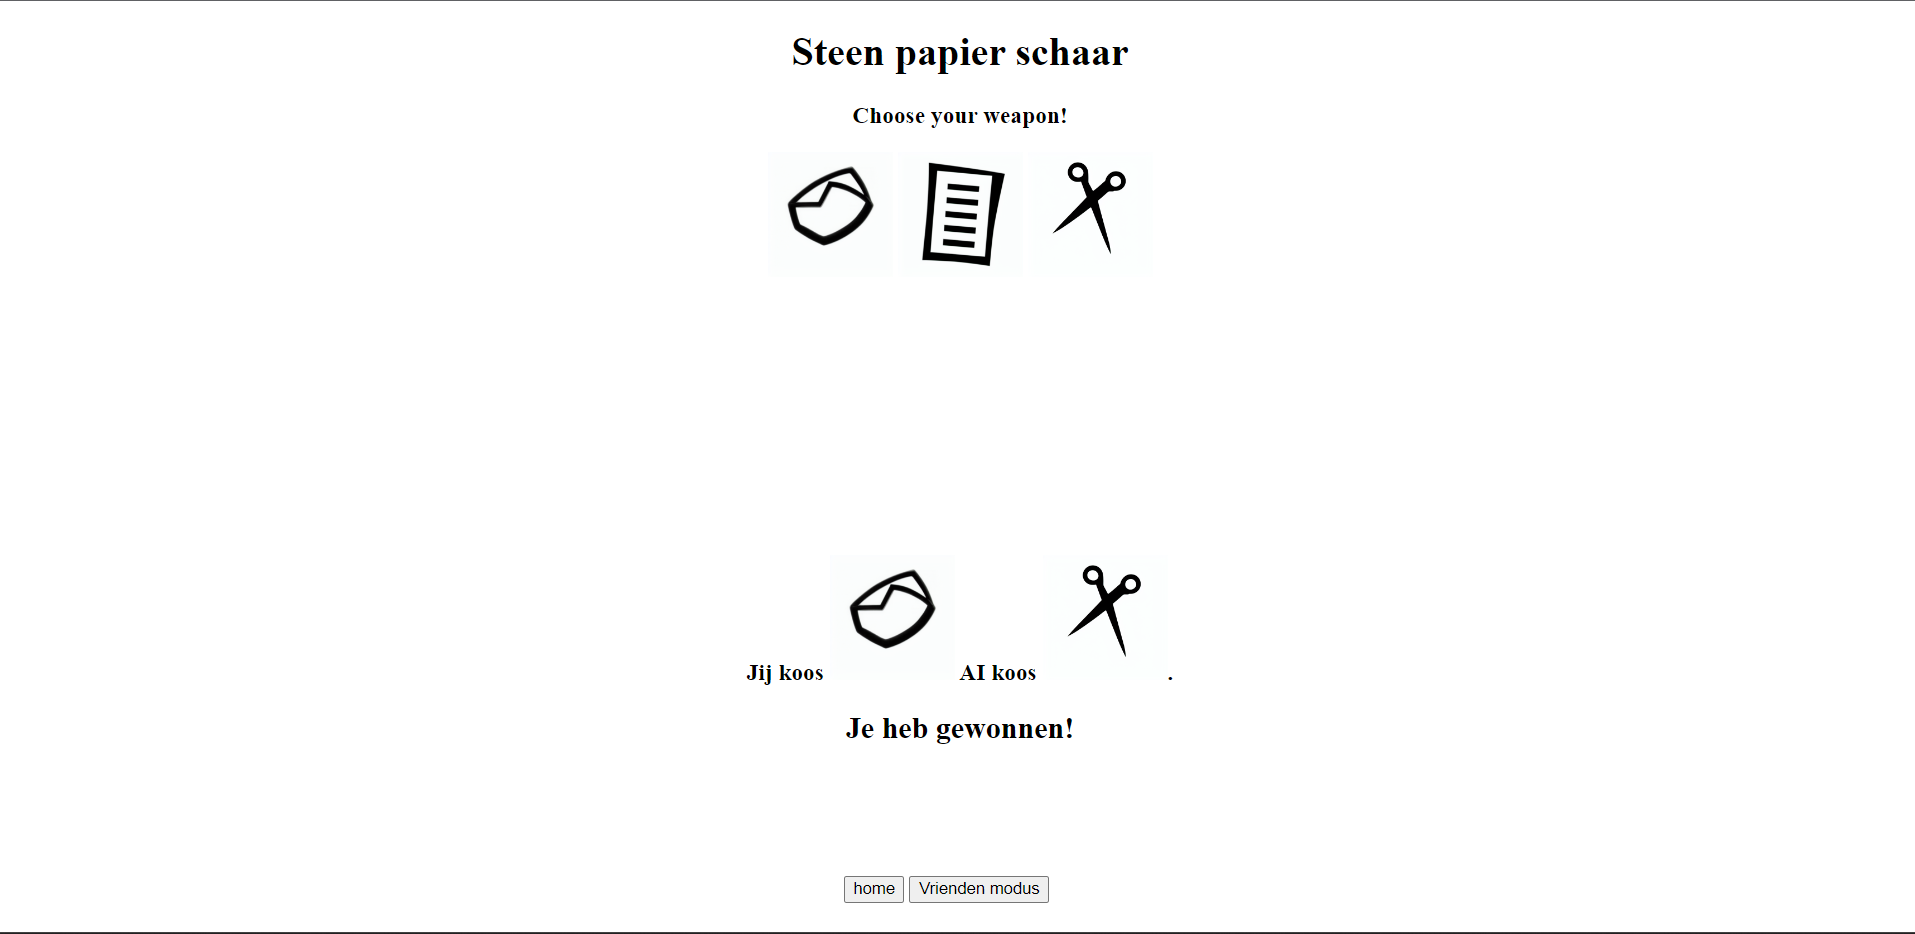 Steen papier schaar
Choose your weapon!
Jij koos AI koos .
Je heb gewonnen!
home Vrienden modus